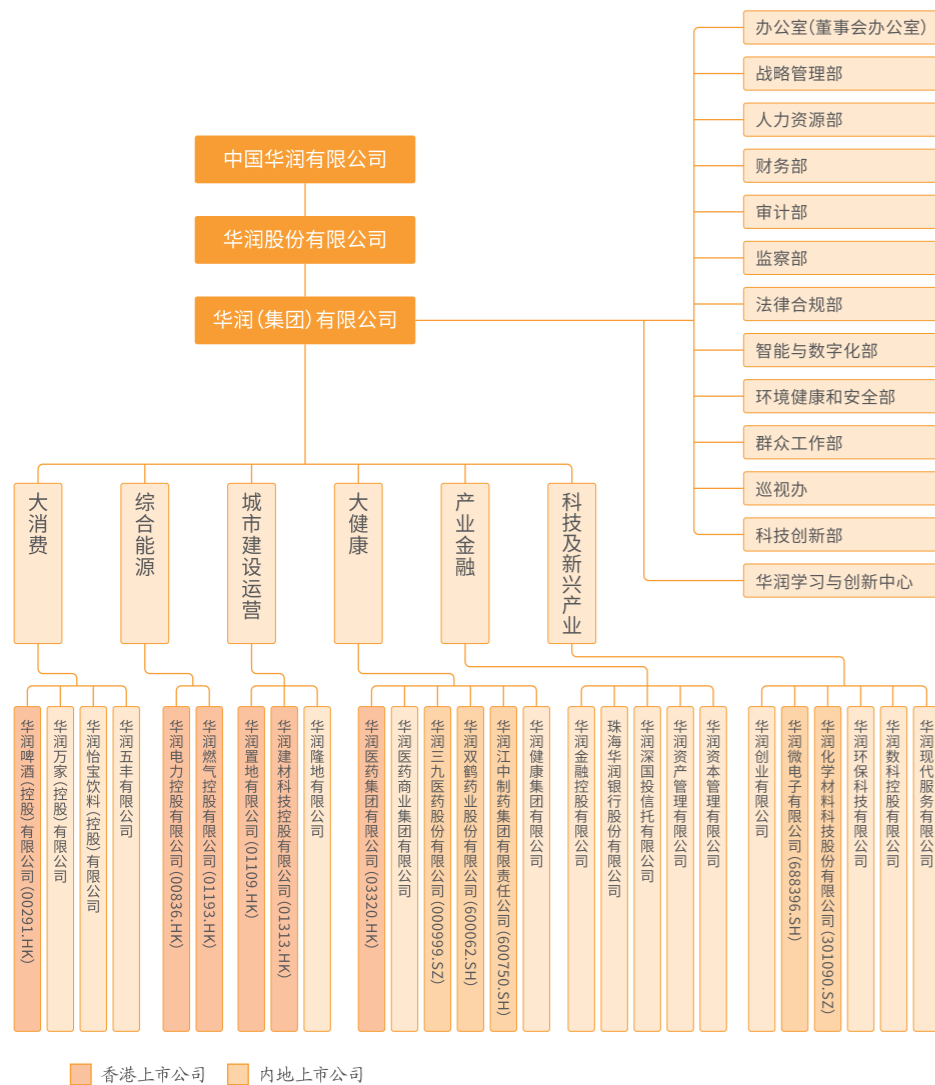 中国华润有限公司
华润股份有限公司
华润(集团)有限公司
办公室(董事会办公室)
战略管理部
人力资源部
财务部
审计部
监察部
法律合规部
智能与数字化部
环境健康和安全部
群众工作部
巡视办
科技创新部
华润学习与创新中心
大消费
综合能源
城市建设运营
大健康
产业金融
科技及新兴产业
华润啤酒(控股)有限公司(00291.HK)
华润万家(控股)有限公司
华润怡宝饮料(控股)有限公司
华润五丰有限公司
华润电力控股有限公司(00836.HK)
华润燃气控股有限公司(01193.HK)
华润置地有限公司(01109.HK)
华润建材科技控股有限公司(01313.HK)
华润隆地有限公司
华润医药集团有限公司(03320.HK)
华润医药商业集团有限公司
华润三九医药股份有限公司(000999.SZ)
华润双鹤药业股份有限公司(600062.SH)
华润江中制药集团有限责任公司(600750.SH)
华润健康集团有限公司
华润金融控股有限公司
珠海华润银行股份有限公司
华润深国投信托有限公司
华润资产管理有限公司
华润资本管理有限公司
华润创业有限公司
华润微电子有限公司(688396.SH)
华润化学材料科技股份有限公司(301090.SZ)
华润环保科技有限公司
华润数科控股有限公司
华润现代服务有限公司
香港上市公司
内地上市公司